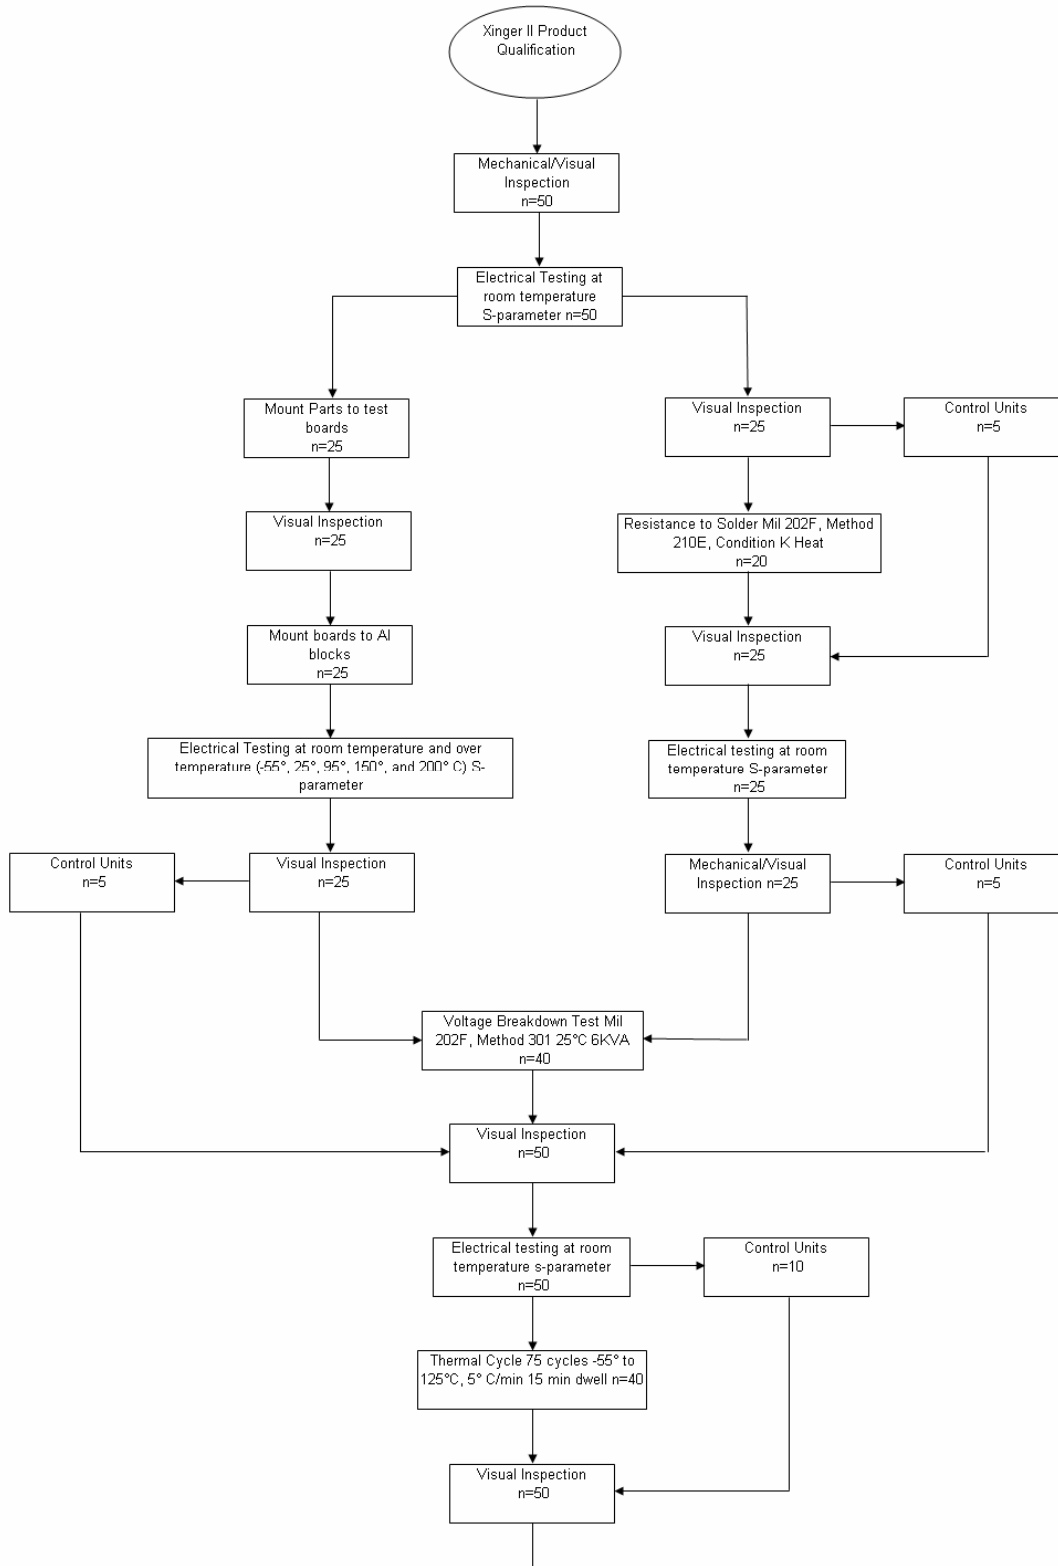 Xinger II Product
Qualification
Mechanical/Visual
Inspection
n=50
Electrical Testing at
room temperature
S-parameter n=50
Mount Parts to test
boards
n=25
Visual Inspection
n=25
Control Units
n=5
Visual Inspection
n=25
Resistance to Solder Mil 202F, Method
210E, Condition K Heat
n=20
Mount boards to Al
blocks
n=25
Visual Inspection
n=25
Electrical Testing at room temperature and over
temperature (-55°, 25°, 95°, 150°, and 200° C) S-
parameter
Electrical testing at room
temperature S-parameter
n=25
Control Units
n=5
Visual Inspection
n=25
Mechanical/Visual
Inspection n=25
Control Units
n=5
Voltage Breakdown Test Mil
202F, Method 301 25°C 6KVA
n=40
Visual Inspection
n=50
Electrical testing at room
temperature s-parameter
n=50
Control Units
n=10
Thermal Cycle 75 cycles -55° to
125°C, 5° C/min 15 min dwell n=40
Visual Inspection
n=50